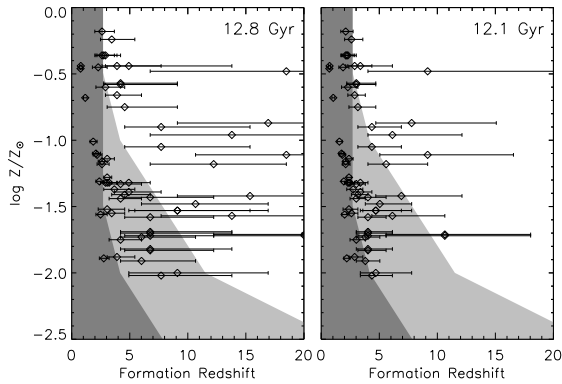 12.8 Gyr
12.1 Gyr
0.0
-0.5
-1.0
-1.5
-2.0
-2.5
log Z/Z⊙
0 5 10 15 20 0 5 10 15 20
Formation Redshift Formation Redshift